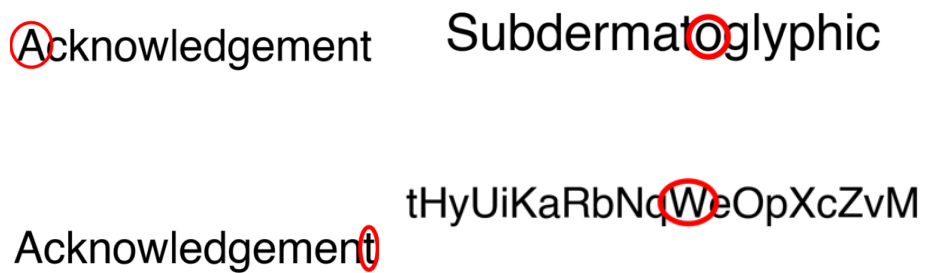 Acknowledgement
Subdermatoglyphic
Acknowledgement
tHyUiKaRbNqWeOpXcZvM